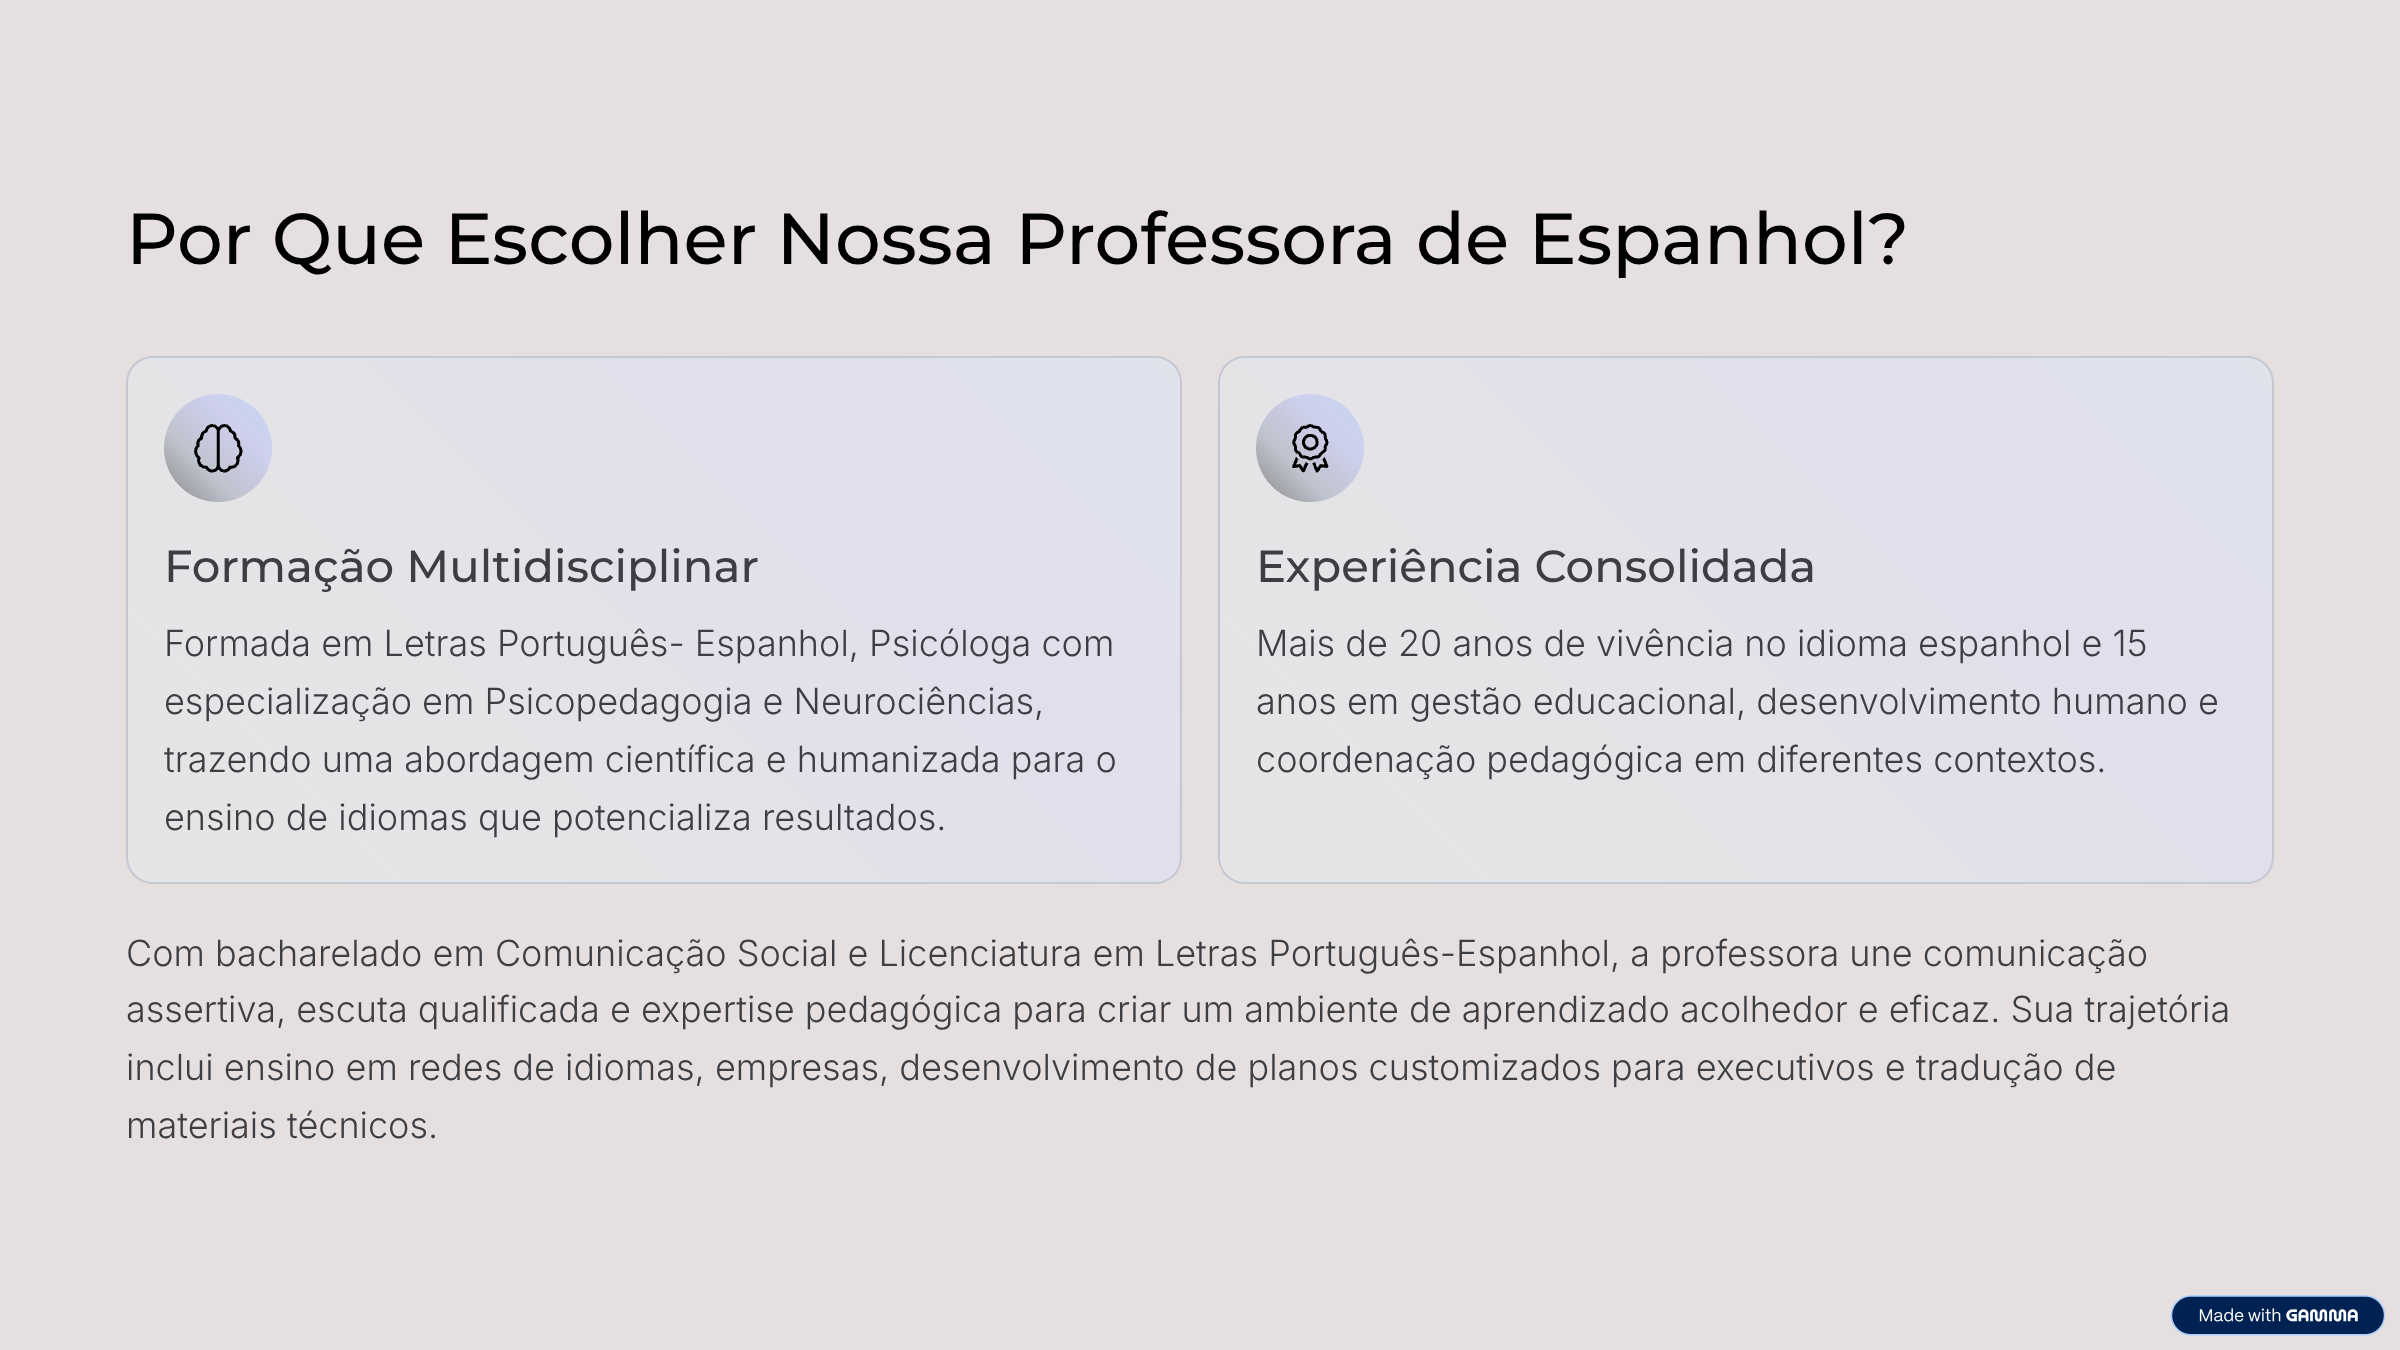 Por Que Escolher Nossa Professora de Espanhol?
Formação Multidisciplinar
Formada em Letras Português- Espanhol, Psicóloga com
especialização em Psicopedagogia e Neurociências,
trazendo uma abordagem científica e humanizada para o
ensino de idiomas que potencializa resultados.
Experiência Consolidada
Mais de 20 anos de vivência no idioma espanhol e 15
anos em gestão educacional, desenvolvimento humano e
coordenação pedagógica em diferentes contextos.
Com bacharelado em Comunicação Social e Licenciatura em Letras Português-Espanhol, a professora une comunicação
assertiva, escuta qualificada e expertise pedagógica para criar um ambiente de aprendizado acolhedor e eficaz. Sua trajetória
inclui ensino em redes de idiomas, empresas, desenvolvimento de planos customizados para executivos e tradução de
materiais técnicos.
Made with GAMMA